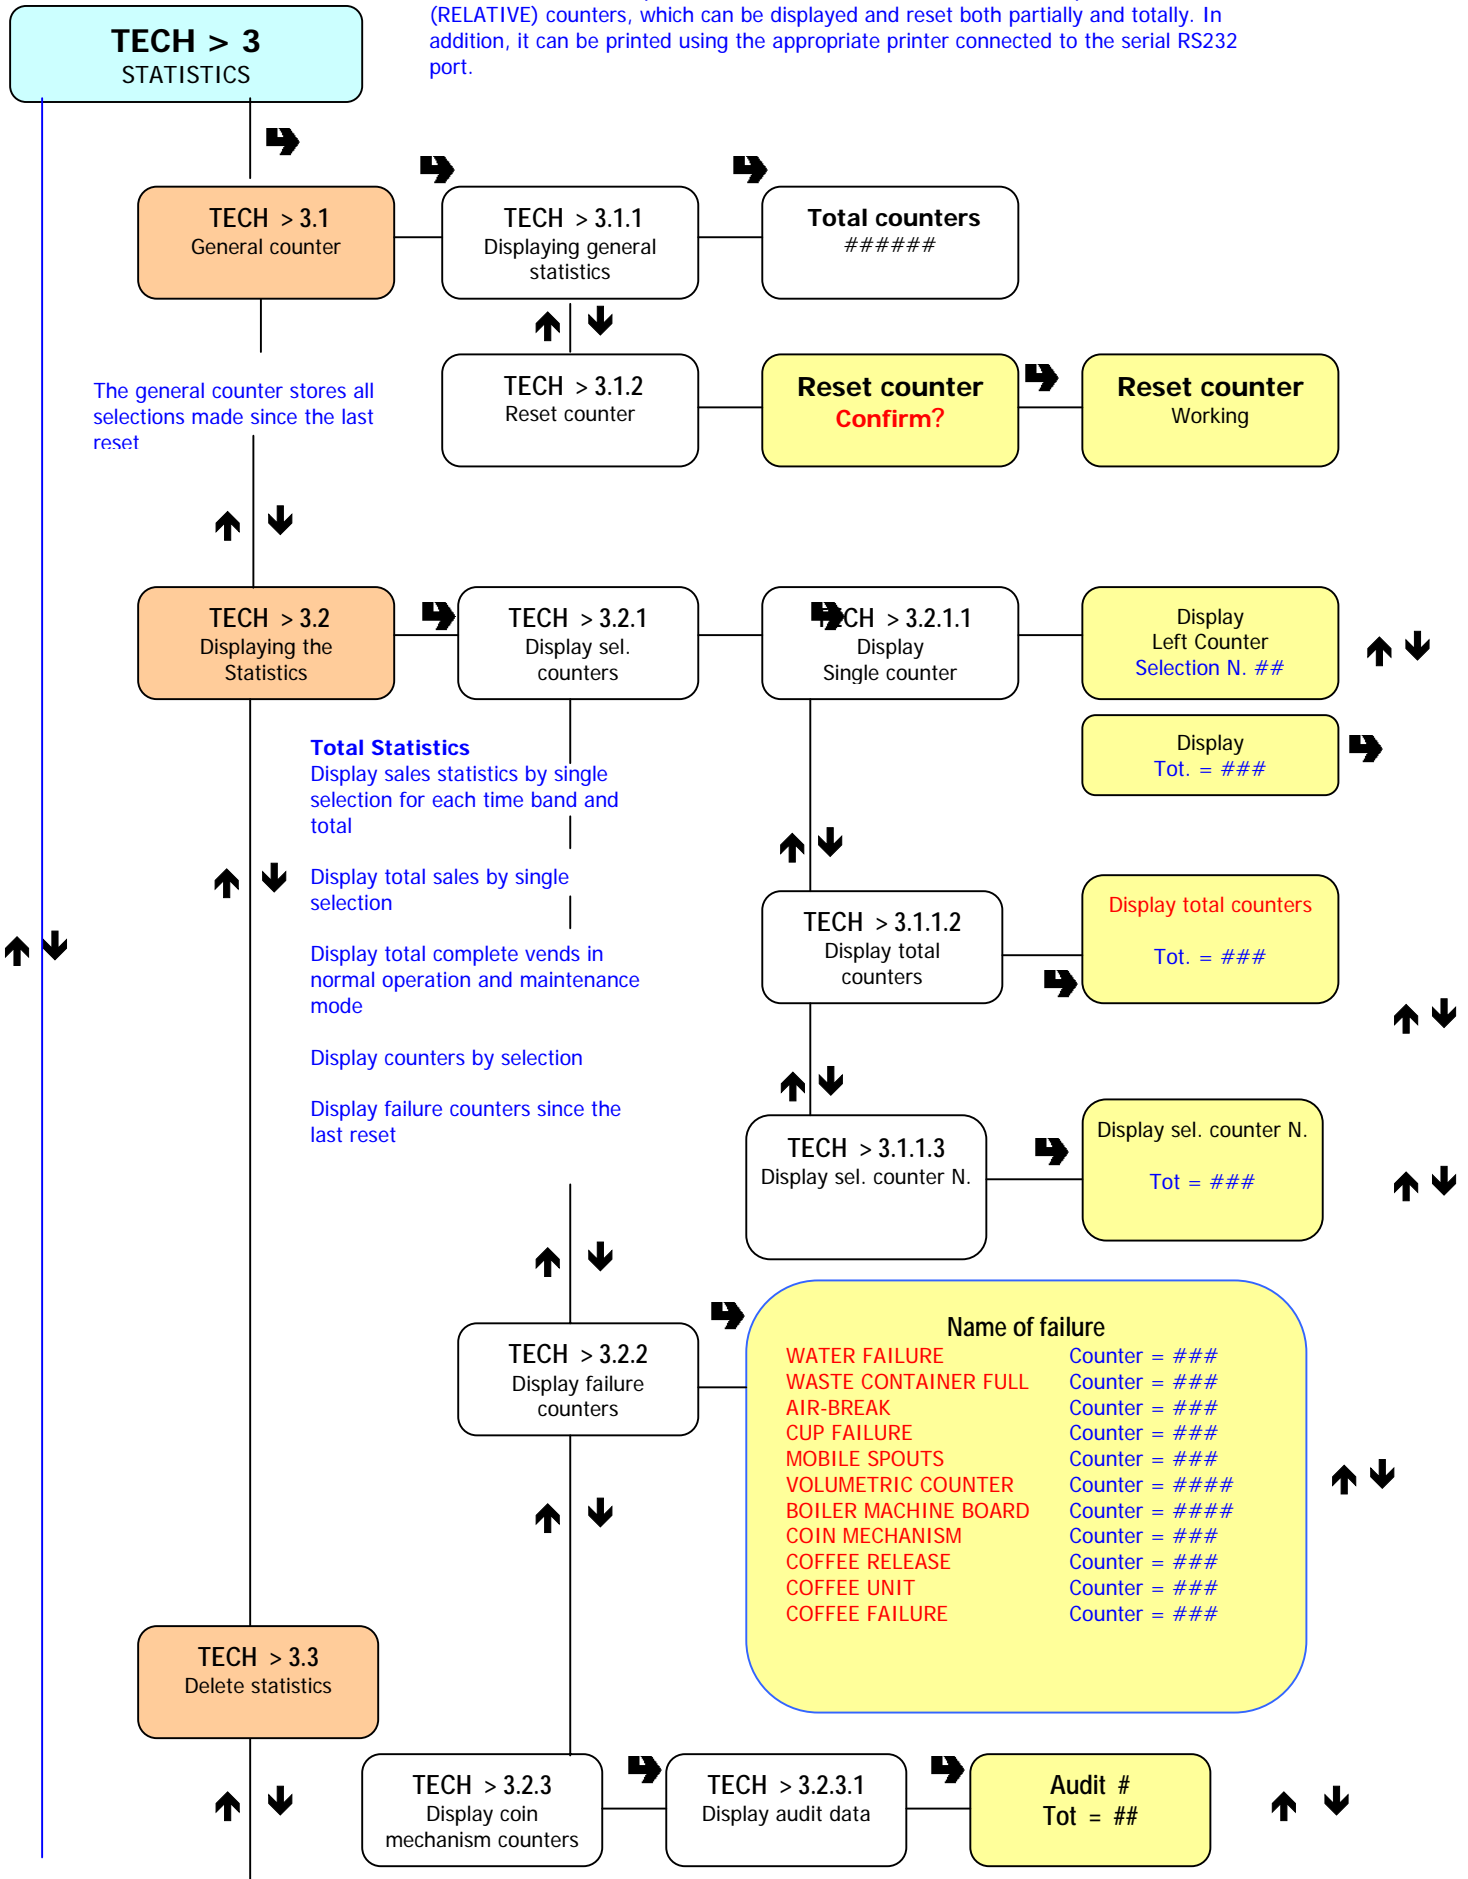 (RELATIVE) counters, which can be displayed and reset both partially and totally. In
addition, it can be printed using the appropriate printer connected to the serial RS232
port.
TECH > 3
STATISTICS
TECH > 3.1
General counter
TECH > 3.1.1
Displaying general
statistics
Total counters
######
The general counter stores all
selections made since the last
reset
TECH > 3.1.2
Reset counter
Reset counter
Confirm?
Reset counter
Working
TECH > 3.2
Displaying the
Statistics
TECH > 3.2.1
Display sel.
counters
TECH > 3.2.1.1
Display
Single counter
Display
Left Counter
Selection N. ##
Display
Tot. = ###
Total Statistics
Display sales statistics by single
selection for each time band and
total
Display total sales by single
selection
Display total complete vends in
normal operation and maintenance
mode
Display counters by selection
Display failure counters since the
last reset
TECH > 3.1.1.2
Display total
counters
Display total counters
Tot. = ###
TECH > 3.1.1.3
Display sel. counter N.
Display sel. counter N.
Tot = ###
TECH > 3.2.2
Display failure
counters
Name of failure
WATER FAILURE Counter = ###
WASTE CONTAINER FULL Counter = ###
AIR-BREAK Counter = ###
CUP FAILURE Counter = ###
MOBILE SPOUTS Counter = ###
VOLUMETRIC COUNTER Counter = ####
BOILER MACHINE BOARD Counter = ####
COIN MECHANISM Counter = ###
COFFEE RELEASE Counter = ###
COFFEE UNIT Counter = ###
COFFEE FAILURE Counter = ###
TECH > 3.3
Delete statistics
TECH > 3.2.3
Display coin
mechanism counters
TECH > 3.2.3.1
Display audit data
Audit #
Tot = ##